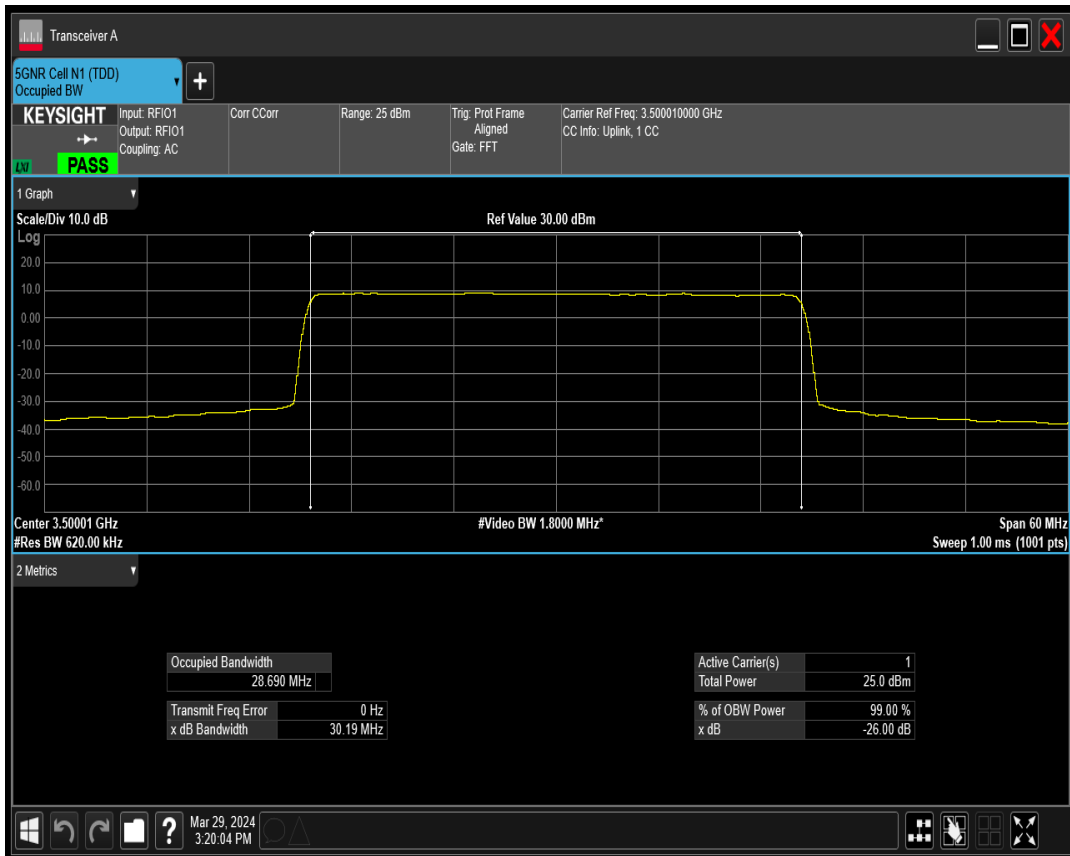 Transceiver A
5GNR Cell N1 (TDD)
Occupied BW
+
KEYSIGHT
LXI
PASS
Input: RFIO1
Output: RFIO1
Coupling: AC
Corr CCorr
Range: 25 dBm
Trig: Prot Frame
Aligned
Gate: FFT
Carrier Ref Freq: 3.500010000 GHz
CC Info: Uplink, 1 CC
1 Graph
Scale/Div 10.0 dB
Ref Value 30.00 dBm
Log
20.0
10.0
0.00
-10.0
-20.0
-30.0
-40.0
-50.0
-60.0
Center 3.50001 GHz
#Video BW 1.8000 MHz*
Span 60 MHz
#Res BW 620.00 kHz
Sweep 1.00 ms (1001 pts)
2 Metrics
Occupied Bandwidth
28.690 MHz
Transmit Freq Error 0 Hz
x dB Bandwidth 30.19 MHz
Active Carrier(s) 1
Total Power 25.0 dBm
% of OBW Power 99.00 %
x dB -26.00 dB
?
Mar 29, 2024
3:20:04 PM